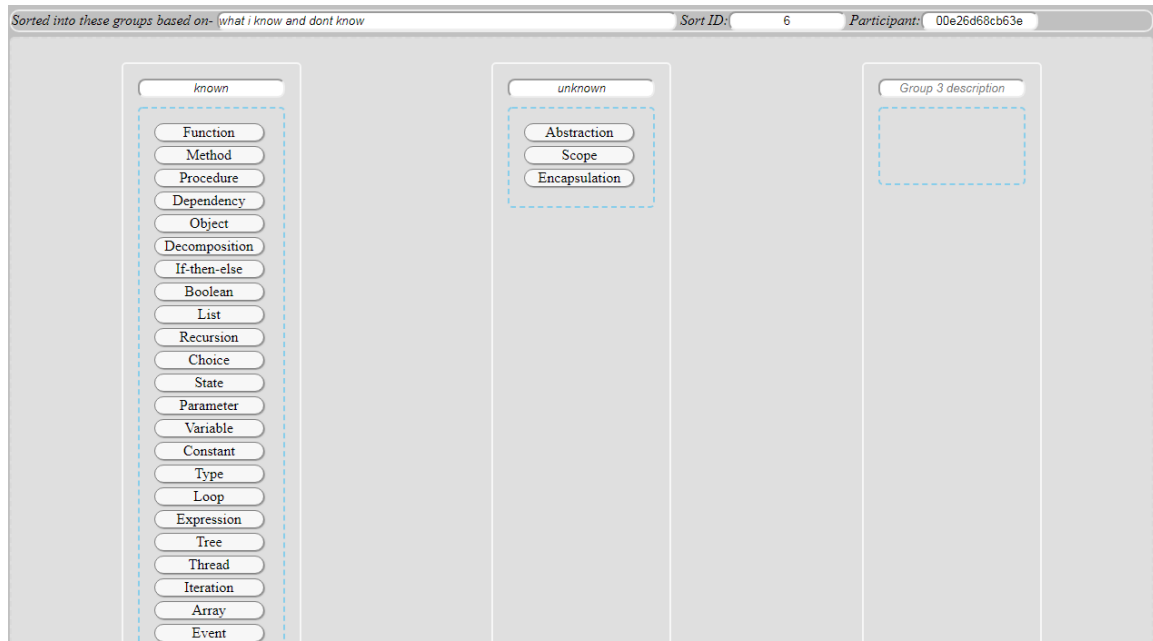 Sorted into these groups based on- what i know and dont know Sort ID: 6 Participant: 00e26d68cb63e
known unknown Group 3 description
Function Abstraction
Method Scope
Procedure Encapsulation
Dependency
Object
Decomposition
If-then-else
Boolean
List
Recursion
Choice
State
Parameter
Variable
Constant
Type
Loop
Expression
Tree
Thread
Iteration
Array
Event